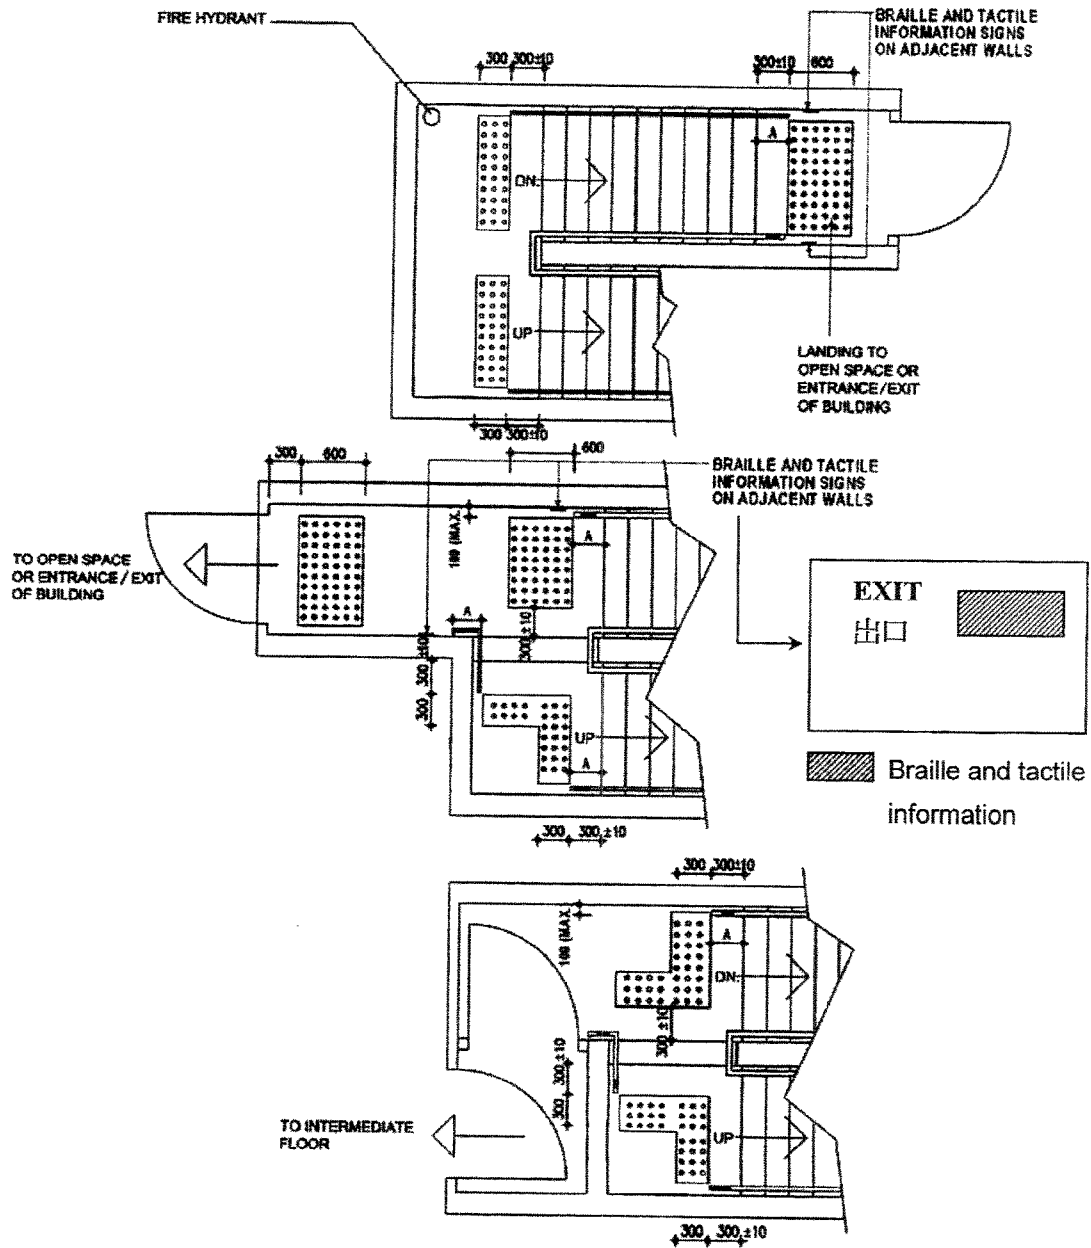 FIRE HYDRANT
BRAILLE AND TACTILE
INFORMATION SIGNS
ON ADJACENT WALLS
300 300±10
300±10 600
A
DN.
UP
LANDING TO
OPEN SPACE OR
ENTRANCE/EXIT
OF BUILDING
300 300±10
300 600
600
BRAILLE AND TACTILE
INFORMATION SIGNS
ON ADJACENT WALLS
100 (MAX.
A
TO OPEN SPACE
OR ENTRANCE / EXIT
OF BUILDING
A
300 ±10
300 ±10
300
UP
A
300 300 ±10
EXIT
出口
Braille and tactile
information
300 300±10
100 (MAX.
A
DN.
300 ±10
300 ±10
300
TO INTERMEDIATE
FLOOR
UP
300 300 ±10